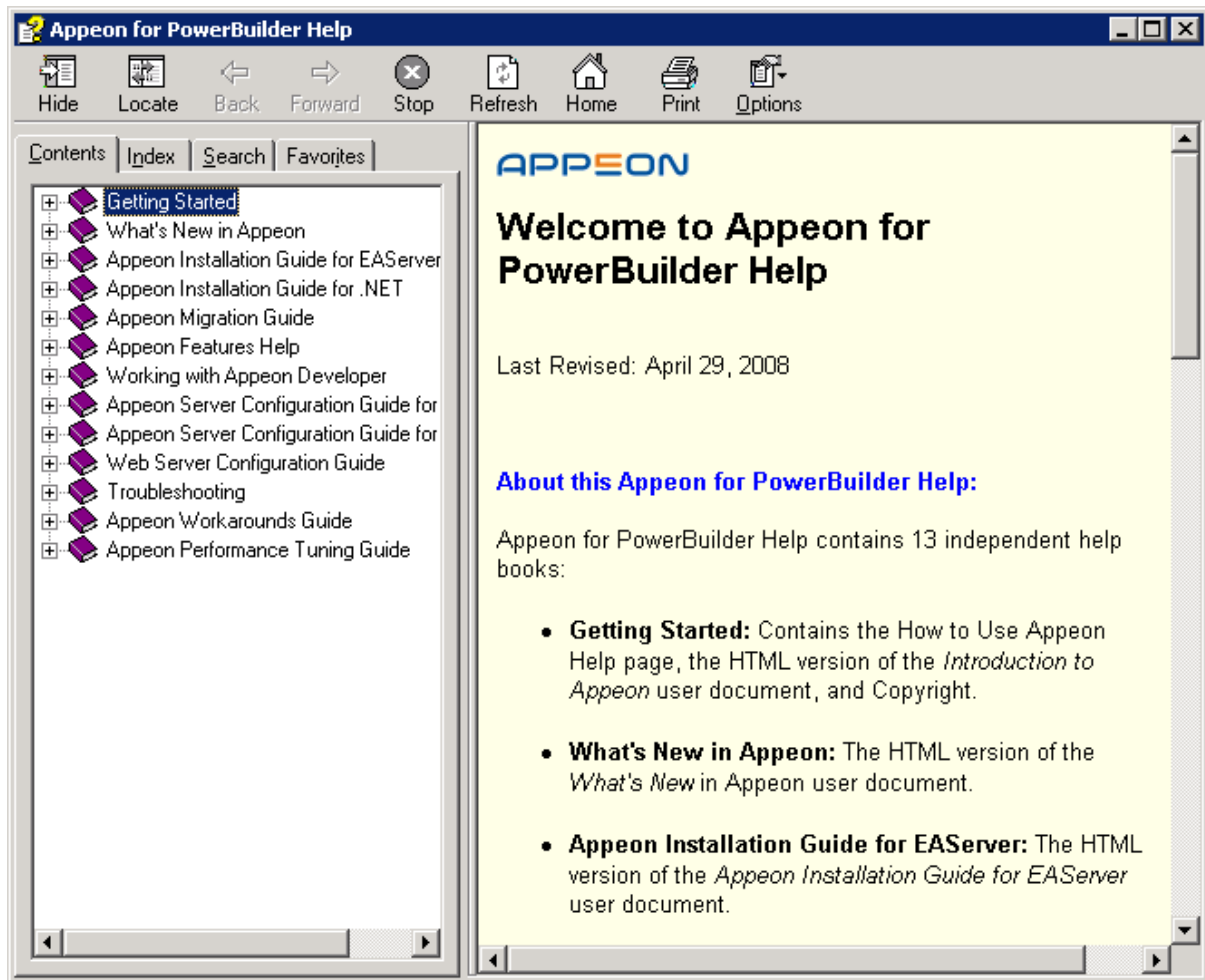 Appeon for PowerBuilder Help
Hide Locate Back Forward Stop Refresh Home Print Options
Contents Index Search Favorites
Getting Started
What's New in Appeon
Appeon Installation Guide for EAServer
Appeon Installation Guide for .NET
Appeon Migration Guide
Appeon Features Help
Working with Appeon Developer
Appeon Server Configuration Guide for
Appeon Server Configuration Guide for
Web Server Configuration Guide
Troubleshooting
Appeon Workarounds Guide
Appeon Performance Tuning Guide
APPEON
Welcome to Appeon for
PowerBuilder Help
Last Revised: April 29, 2008
About this Appeon for PowerBuilder Help:
Appeon for PowerBuilder Help contains 13 independent help
books:
• Getting Started: Contains the How to Use Appeon
Help page, the HTML version of the Introduction to
Appeon user document, and Copyright.
• What's New in Appeon: The HTML version of the
What's New in Appeon user document.
• Appeon Installation Guide for EAServer: The HTML
version of the Appeon Installation Guide for EAServer
user document.